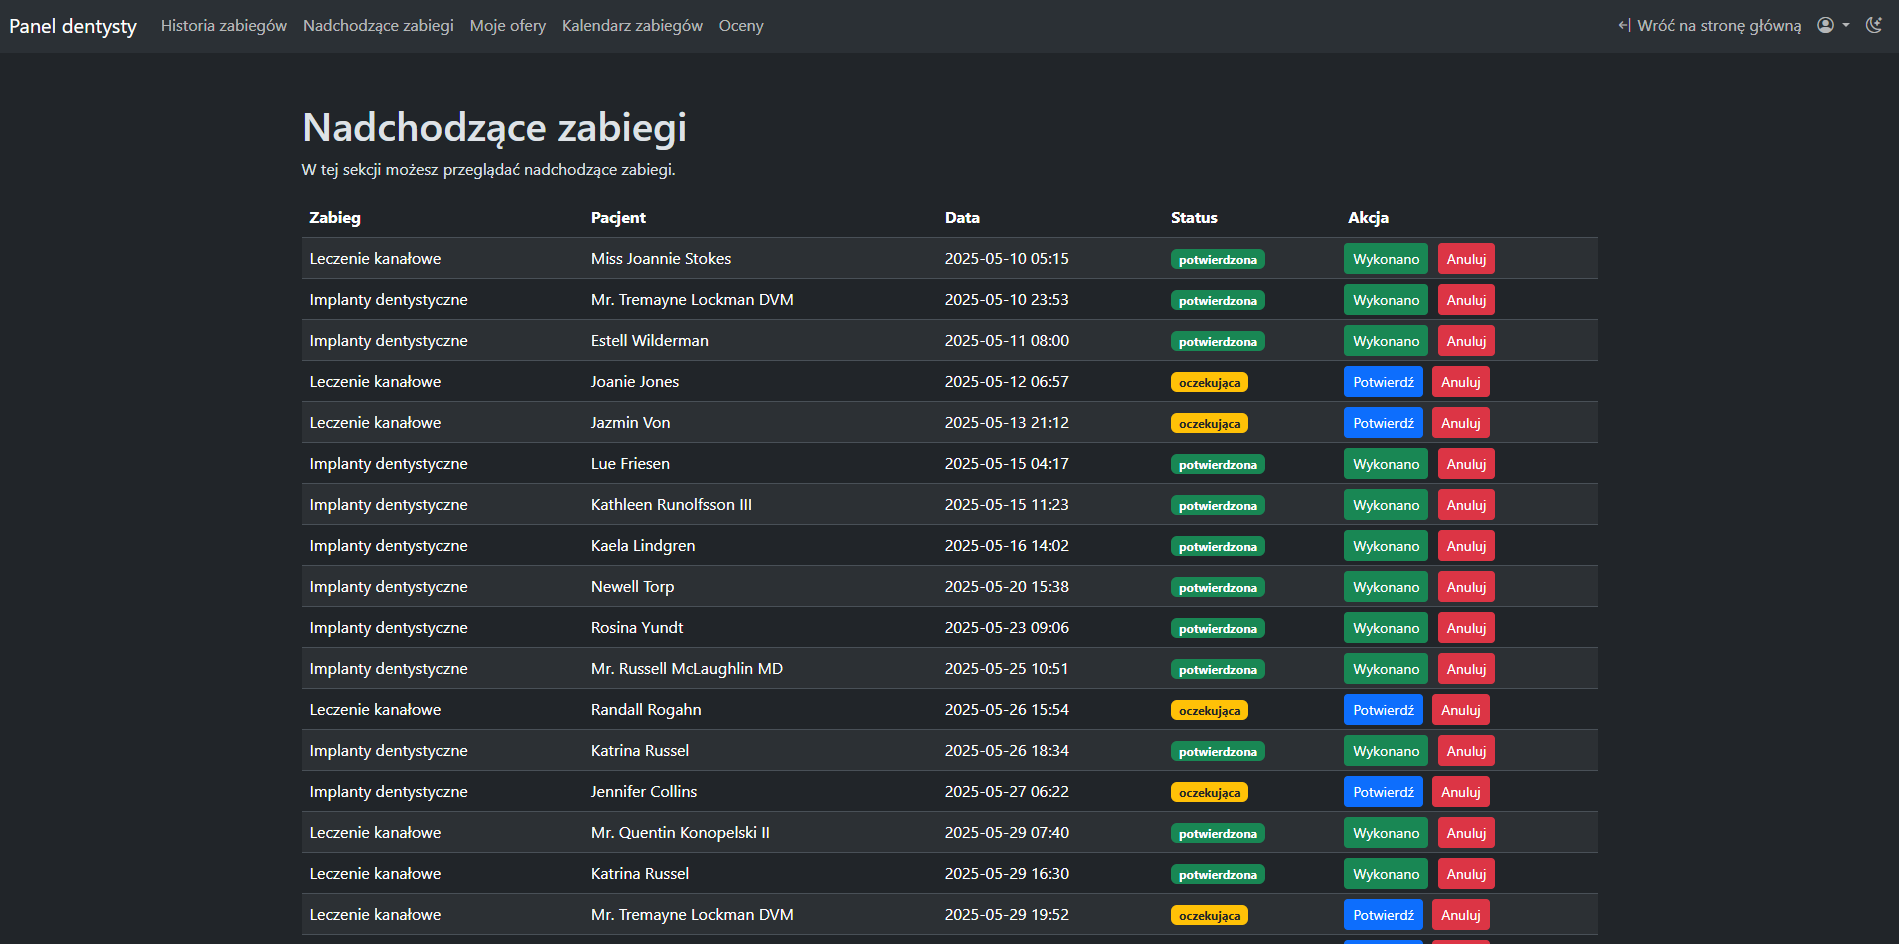 Panel dentysty Historia zabiegów Nadchodzące zabiegi Moje ofery Kalendarz zabiegów Oceny Wróć na stronę główną
Nadchodzące zabiegi
W tej sekcji możesz przeglądać nadchodzące zabiegi.
Zabieg Pacjent Data Status Akcja
Leczenie kanałowe Miss Joannie Stokes 2025-05-10 05:15 potwierdzona Wykonano Anuluj
Implanty dentystyczne Mr. Tremayne Lockman DVM 2025-05-10 23:53 potwierdzona Wykonano Anuluj
Implanty dentystyczne Estell Wilderman 2025-05-11 08:00 potwierdzona Wykonano Anuluj
Leczenie kanałowe Joanie Jones 2025-05-12 06:57 oczekująca Potwierdź Anuluj
Leczenie kanałowe Jazmin Von 2025-05-13 21:12 oczekująca Potwierdź Anuluj
Implanty dentystyczne Lue Friesen 2025-05-15 04:17 potwierdzona Wykonano Anuluj
Implanty dentystyczne Kathleen Runolfsson III 2025-05-15 11:23 potwierdzona Wykonano Anuluj
Implanty dentystyczne Kaela Lindgren 2025-05-16 14:02 potwierdzona Wykonano Anuluj
Implanty dentystyczne Newell Torp 2025-05-20 15:38 potwierdzona Wykonano Anuluj
Implanty dentystyczne Rosina Yundt 2025-05-23 09:06 potwierdzona Wykonano Anuluj
Implanty dentystyczne Mr. Russell McLaughlin MD 2025-05-25 10:51 potwierdzona Wykonano Anuluj
Leczenie kanałowe Randall Rogahn 2025-05-26 15:54 oczekująca Potwierdź Anuluj
Implanty dentystyczne Katrina Russel 2025-05-26 18:34 potwierdzona Wykonano Anuluj
Implanty dentystyczne Jennifer Collins 2025-05-27 06:22 oczekująca Potwierdź Anuluj
Leczenie kanałowe Mr. Quentin Konopelski II 2025-05-29 07:40 potwierdzona Wykonano Anuluj
Leczenie kanałowe Katrina Russel 2025-05-29 16:30 potwierdzona Wykonano Anuluj
Leczenie kanałowe Mr. Tremayne Lockman DVM 2025-05-29 19:52 oczekująca Potwierdź Anuluj